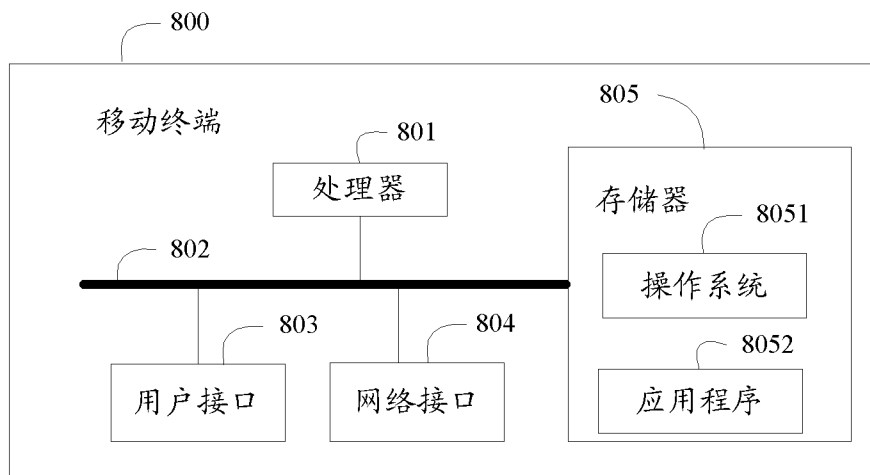 800
移动终端
805
801
处理器
存储器
8051
802
操作系统
803
804
8052
用户接口
网络接口
应用程序